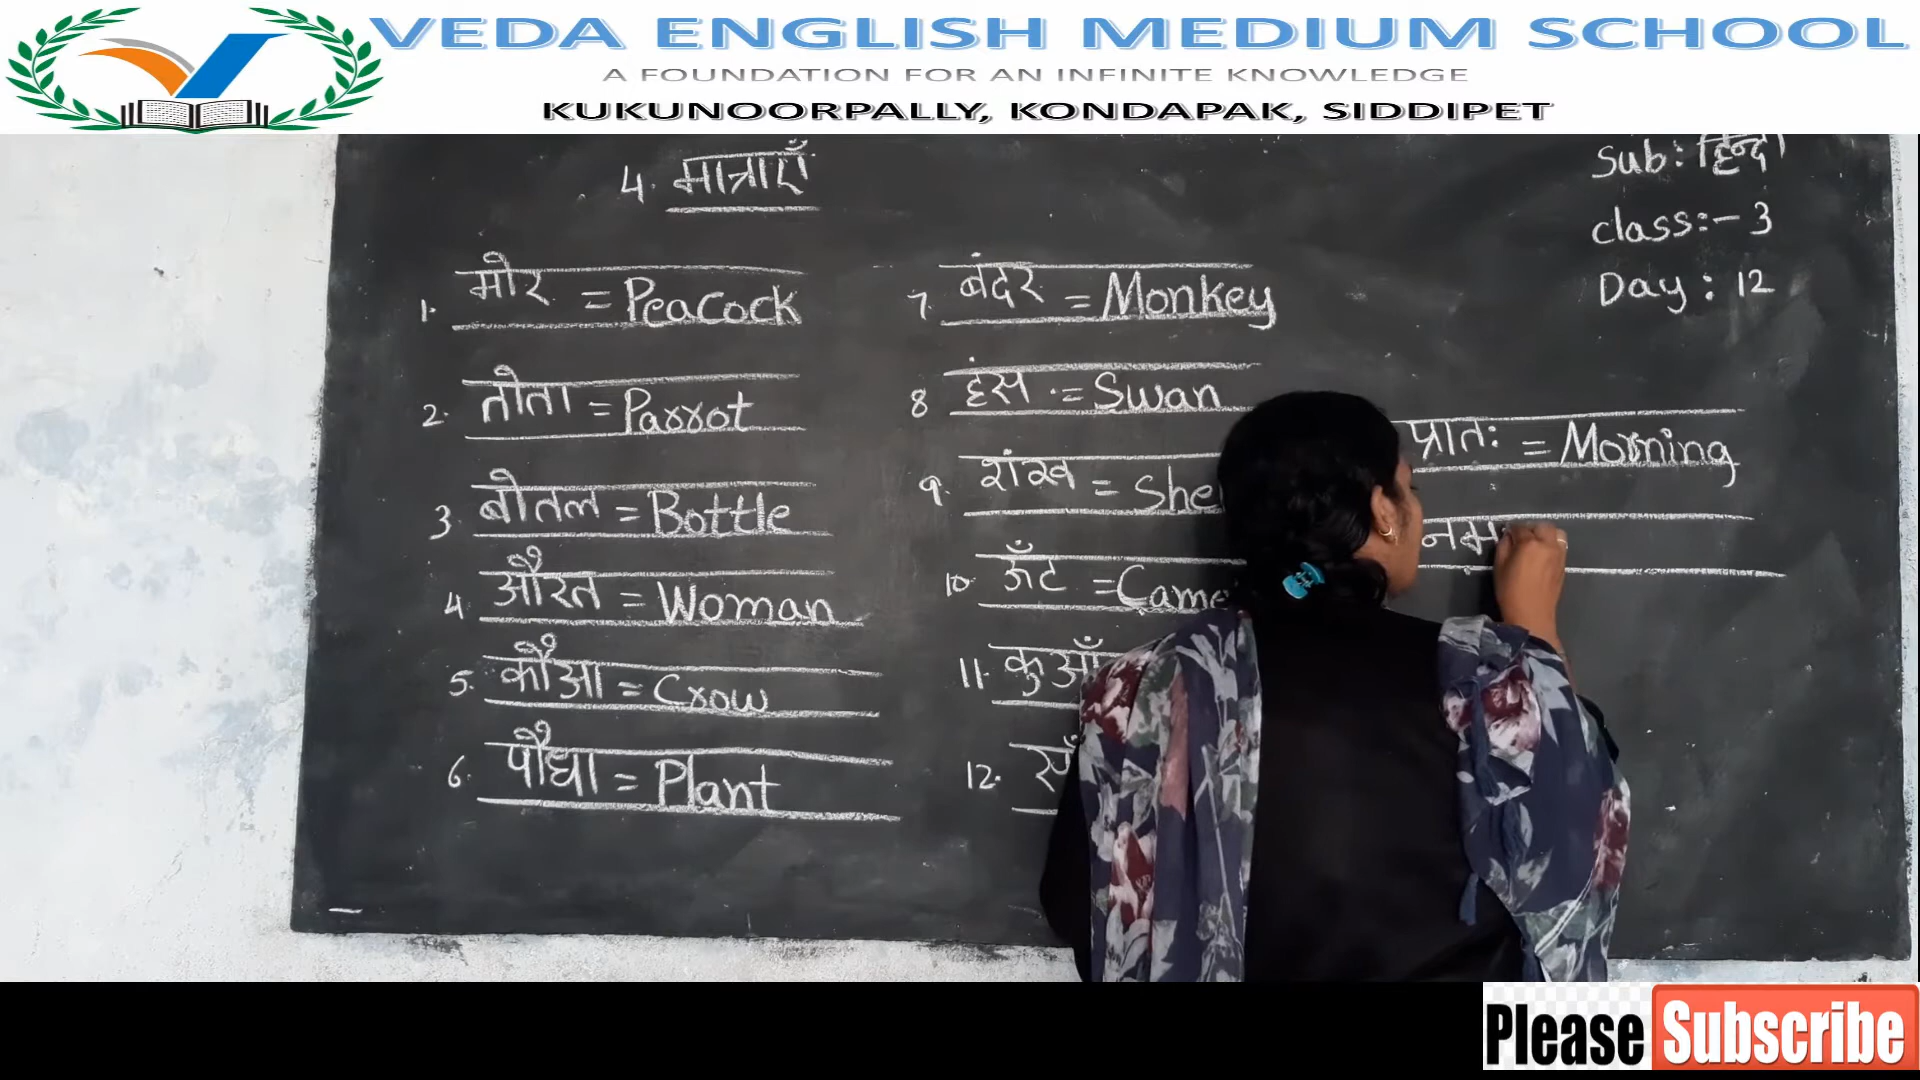 VEDA ENGLISH MEDIUM SCHOOL
A FOUNDATION FOR AN INFINITE KNOWLEDGE
KUKUNOORPALLY, KONDAPAK, SIDDIPET
4. मात्राएँ
Sub: हिन्दी
class:- 3
Day: 12
1. मोर = Peacock
2. तोता = Parrot
3. बोतल = Bottle
4. औरत = Woman
5. कौआ = Crow
6. पौधा = Plant
7 बंदर = Monkey
8 हंस = Swan
9. शंख = She
10. ऊँट = Came
11. कुआँ
12.
प्रातः = Morning
नम
Please Subscribe